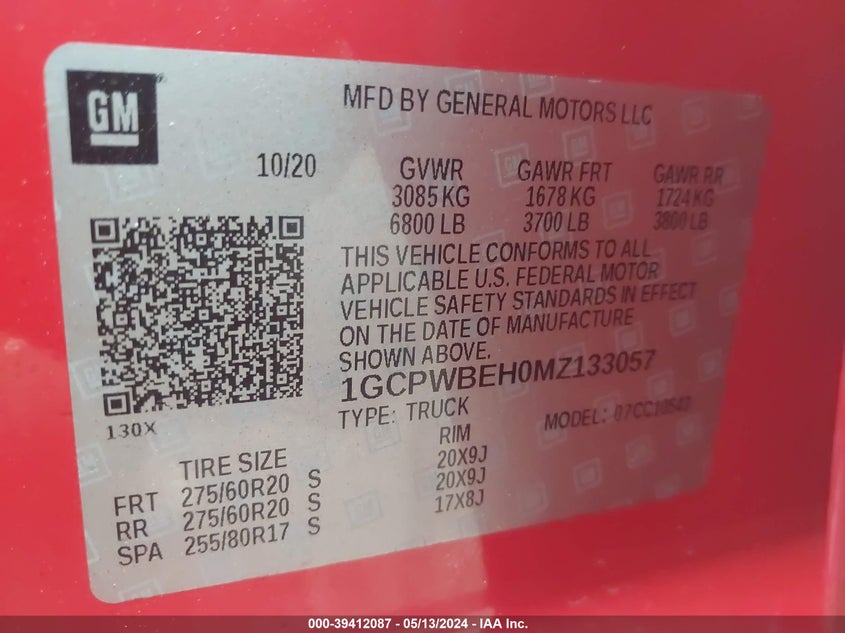 GM
MFD BY GENERAL MOTORS LLC
10/20 GVWR GAWR FRT GAWR RR
3085 KG 1678 KG 1724 KG
6800 LB 3700 LB 3800 LB
THIS VEHICLE CONFORMS TO ALL
APPLICABLE U.S. FEDERAL MOTOR
VEHICLE SAFETY STANDARDS IN EFFECT
ON THE DATE OF MANUFACTURE
SHOWN ABOVE.
1GCPWBEH0MZ133057
130X
TYPE: TRUCK MODEL:
TIRE SIZE RIM
FRT 275/60R20 S 20X9J
RR 275/60R20 S 20X9J
SPA 255/80R17 S 17X8J
000-39412087 - 05/13/2024 - IAA Inc.